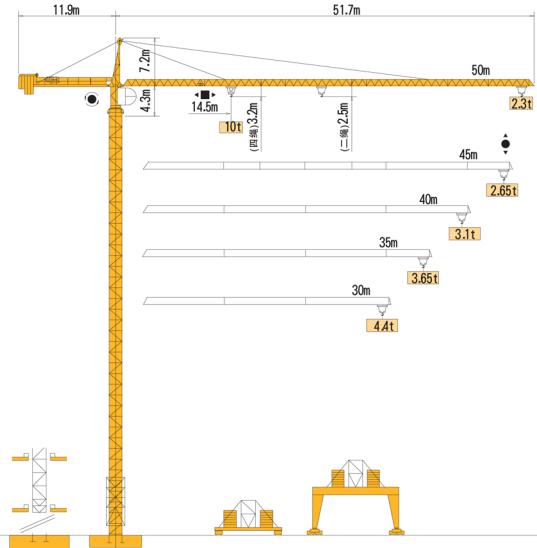 11.9m
51.7m
7.2m
4.3m
50m
14.5m
10t
(四绳)3.2m
(二绳)2.5m
2.3t
45m
2.65t
40m
3.1t
35m
3.65t
30m
4.4t